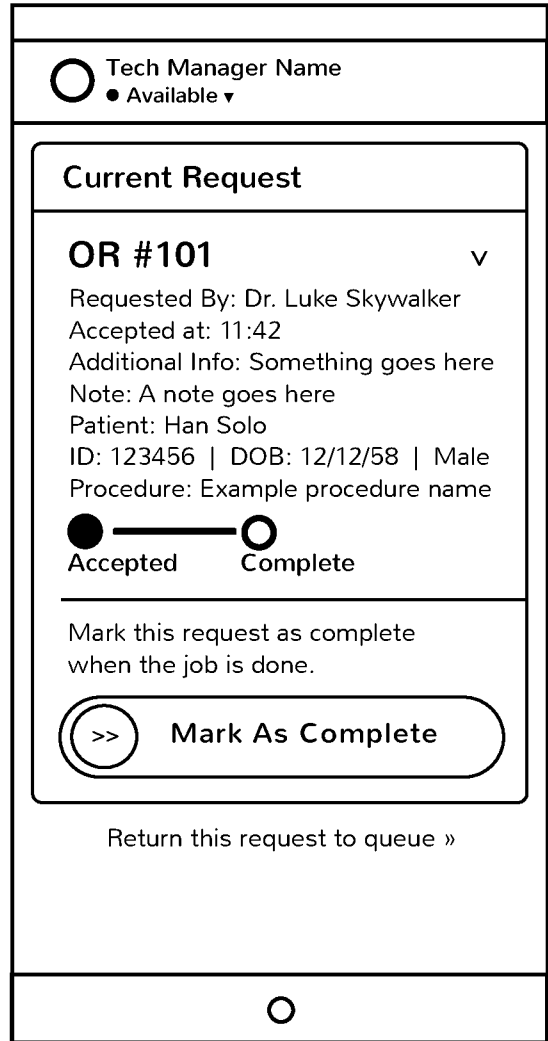 Tech Manager Name
● Available ▾
Current Request
OR #101 v
Requested By: Dr. Luke Skywalker
Accepted at: 11:42
Additional Info: Something goes here
Note: A note goes here
Patient: Han Solo
ID: 123456 | DOB: 12/12/58 | Male
Procedure: Example procedure name
Accepted Complete
Mark this request as complete
when the job is done.
>> Mark As Complete
Return this request to queue »